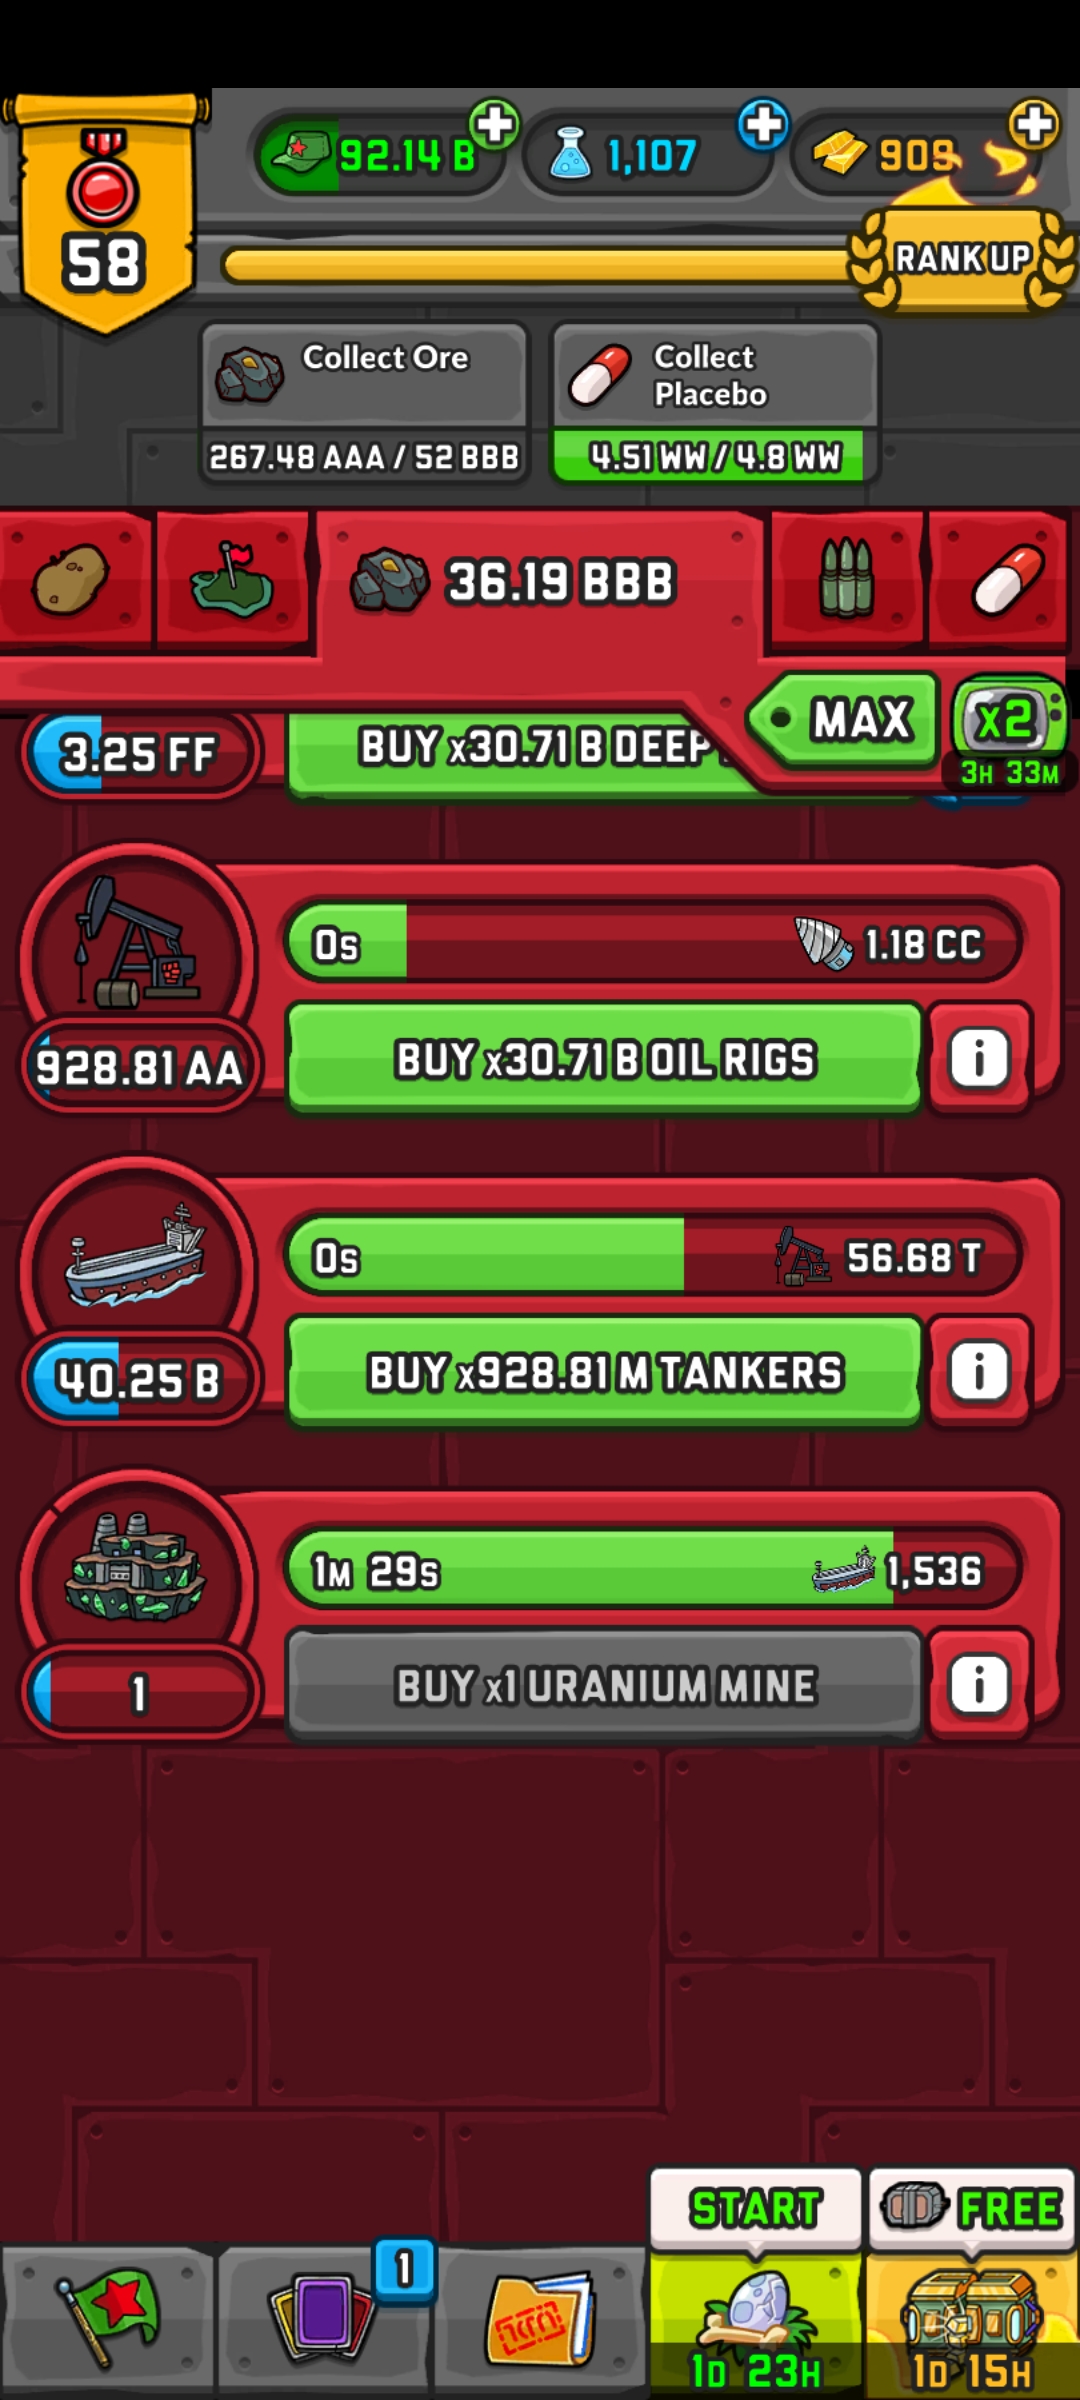 92.14 B
1,107
909
58
RANK UP
Collect Ore
267.48 AAA / 52 BBB
Collect
Placebo
4.51 WW / 4.8 WW
36.19 BBB
MAX
x2
3H 33M
3.25 FF
BUY x30.71 B DEEP
0s
1.18 CC
928.81 AA
BUY x30.71 B OIL RIGS
i
0s
56.68 T
40.25 B
BUY x928.81 M TANKERS
i
1M 29s
1,536
1
BUY x1 URANIUM MINE
i
START
FREE
1
1D 23H
1D 15H